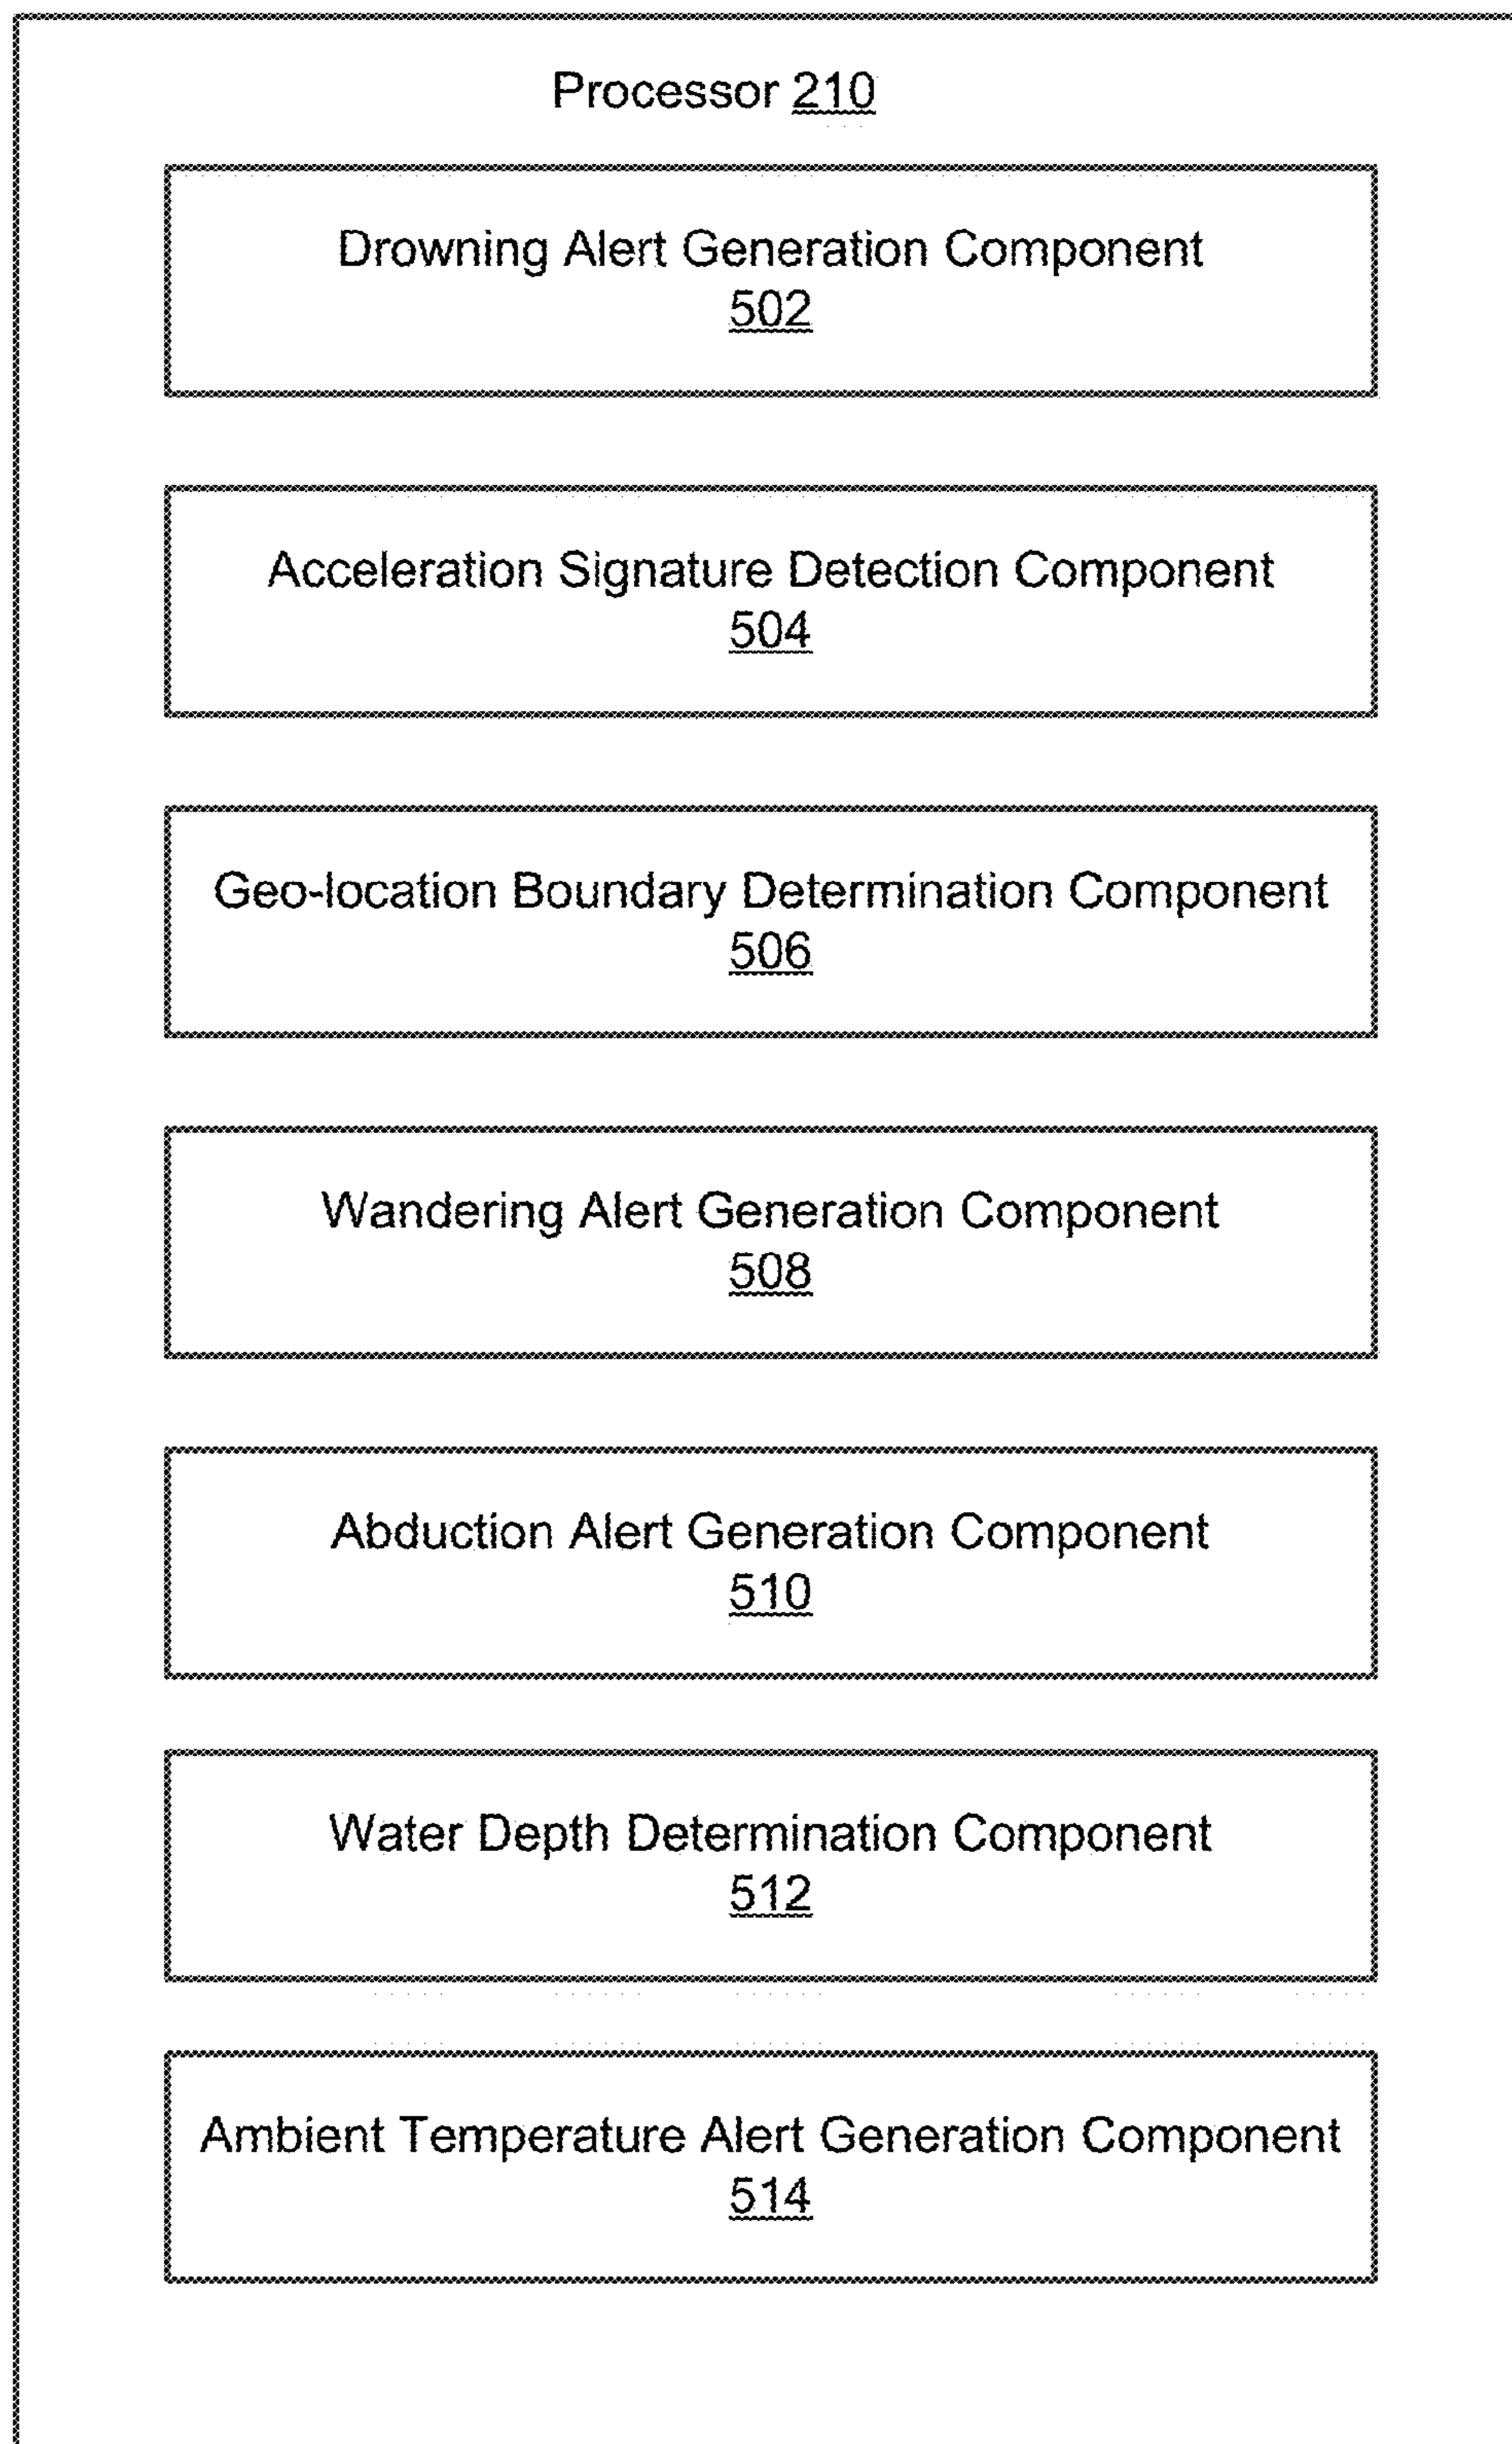 Processor 210
Drowning Alert Generation Component
502
Acceleration Signature Detection Component
504
Geo-location Boundary Determination Component
506
Wandering Alert Generation Component
508
Abduction Alert Generation Component
510
Water Depth Determination Component
512
Ambient Temperature Alert Generation Component
514